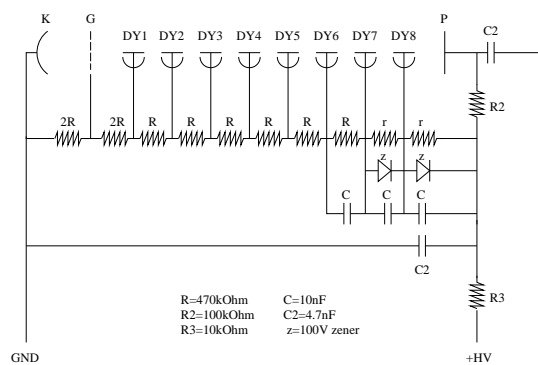 K G DY1 DY2 DY3 DY4 DY5 DY6 DY7 DY8 P C2
R2
2R 2R R R R R R R r r
z z
C C C
C2
R3
R=470kOhm C=10nF
R2=100kOhm C2=4.7nF
R3=10kOhm z=100V zener
GND +HV